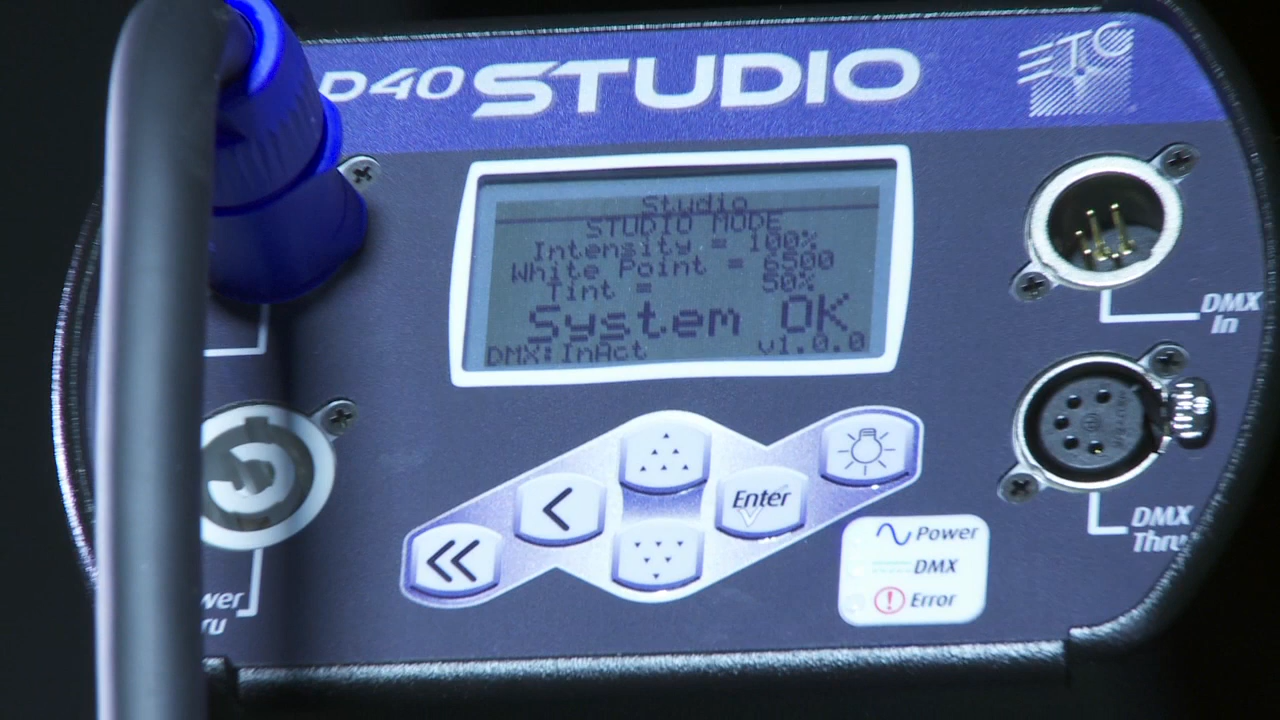 D40 STUDIO
ETC
Studio
STUDIO MODE
Intensity = 100%
White Point = 6500
Tint = 50%
System OK
DMX:InAct v1.0.0
DMX
In
Enter
Power
DMX
Error
DMX
Thru
wer
ru